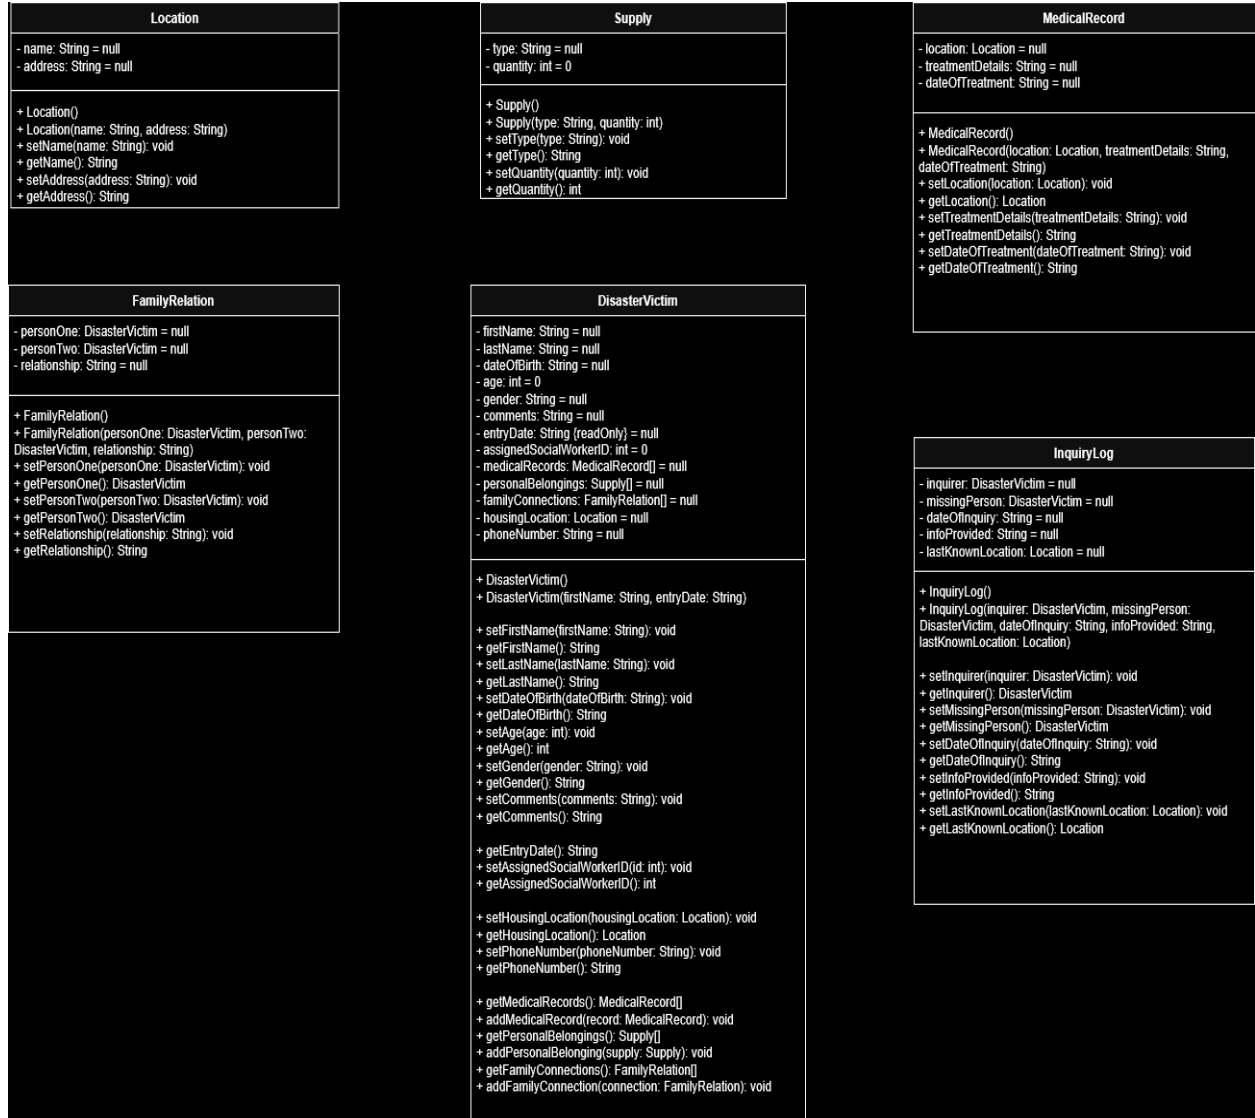 Location
- name: String = null
- address: String = null
+ Location()
+ Location(name: String, address: String)
+ setName(name: String): void
+ getName(): String
+ setAddress(address: String): void
+ getAddress(): String
Supply
- type: String = null
- quantity: int = 0
+ Supply()
+ Supply(type: String, quantity: int)
+ setType(type: String): void
+ getType(): String
+ setQuantity(quantity: int): void
+ getQuantity(): int
MedicalRecord
- location: Location = null
- treatmentDetails: String = null
- dateOfTreatment: String = null
+ MedicalRecord()
+ MedicalRecord(location: Location, treatmentDetails: String,
dateOfTreatment: String)
+ setLocation(location: Location): void
+ getLocation(): Location
+ setTreatmentDetails(treatmentDetails: String): void
+ getTreatmentDetails(): String
+ setDateOfTreatment(dateOfTreatment: String): void
+ getDateOfTreatment(): String
FamilyRelation
- personOne: DisasterVictim = null
- personTwo: DisasterVictim = null
- relationship: String = null
+ FamilyRelation()
+ FamilyRelation(personOne: DisasterVictim, personTwo:
DisasterVictim, relationship: String)
+ setPersonOne(personOne: DisasterVictim): void
+ getPersonOne(): DisasterVictim
+ setPersonTwo(personTwo: DisasterVictim): void
+ getPersonTwo(): DisasterVictim
+ setRelationship(relationship: String): void
+ getRelationship(): String
DisasterVictim
- firstName: String = null
- lastName: String = null
- dateOfBirth: String = null
- age: int = 0
- gender: String = null
- comments: String = null
- entryDate: String {readOnly} = null
- assignedSocialWorkerID: int = 0
- medicalRecords: MedicalRecord[] = null
- personalBelongings: Supply[] = null
- familyConnections: FamilyRelation[] = null
- housingLocation: Location = null
- phoneNumber: String = null
+ DisasterVictim()
+ DisasterVictim(firstName: String, entryDate: String)
+ setFirstName(firstName: String): void
+ getFirstName(): String
+ setLastName(lastName: String): void
+ getLastName(): String
+ setDateOfBirth(dateOfBirth: String): void
+ getDateOfBirth(): String
+ setAge(age: int): void
+ getAge(): int
+ setGender(gender: String): void
+ getGender(): String
+ setComments(comments: String): void
+ getComments(): String
+ getEntryDate(): String
+ setAssignedSocialWorkerID(id: int): void
+ getAssignedSocialWorkerID(): int
+ setHousingLocation(housingLocation: Location): void
+ getHousingLocation(): Location
+ setPhoneNumber(phoneNumber: String): void
+ getPhoneNumber(): String
+ getMedicalRecords(): MedicalRecord[]
+ addMedicalRecord(record: MedicalRecord): void
+ getPersonalBelongings(): Supply[]
+ addPersonalBelonging(supply: Supply): void
+ getFamilyConnections(): FamilyRelation[]
+ addFamilyConnection(connection: FamilyRelation): void
InquiryLog
- inquirer: DisasterVictim = null
- missingPerson: DisasterVictim = null
- dateOfInquiry: String = null
- infoProvided: String = null
- lastKnownLocation: Location = null
+ InquiryLog()
+ InquiryLog(inquirer: DisasterVictim, missingPerson:
DisasterVictim, dateOfInquiry: String, infoProvided: String,
lastKnownLocation: Location)
+ setInquirer(inquirer: DisasterVictim): void
+ getInquirer(): DisasterVictim
+ setMissingPerson(missingPerson: DisasterVictim): void
+ getMissingPerson(): DisasterVictim
+ setDateOfInquiry(dateOfInquiry: String): void
+ getDateOfInquiry(): String
+ setInfoProvided(infoProvided: String): void
+ getInfoProvided(): String
+ setLastKnownLocation(lastKnownLocation: Location): void
+ getLastKnownLocation(): Location